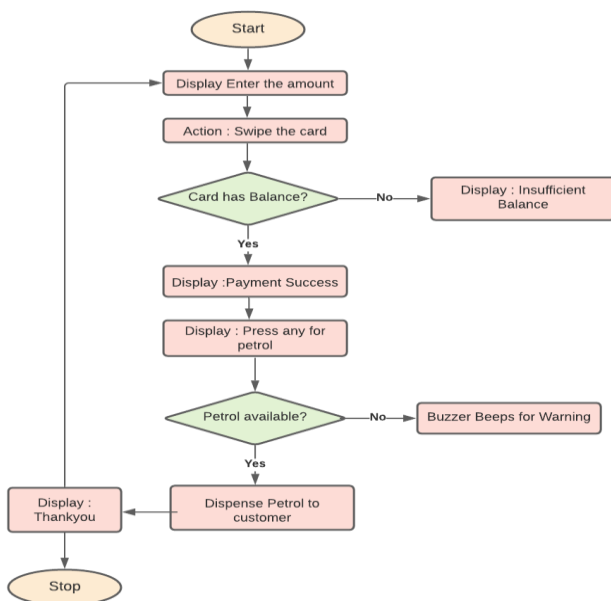 Start
Display Enter the amount
Action : Swipe the card
Card has Balance?
No
Display : Insufficient
Balance
Yes
Display :Payment Success
Display : Press any for
petrol
Petrol available?
No
Buzzer Beeps for Warning
Yes
Display :
Thankyou
Dispense Petrol to
customer
Stop